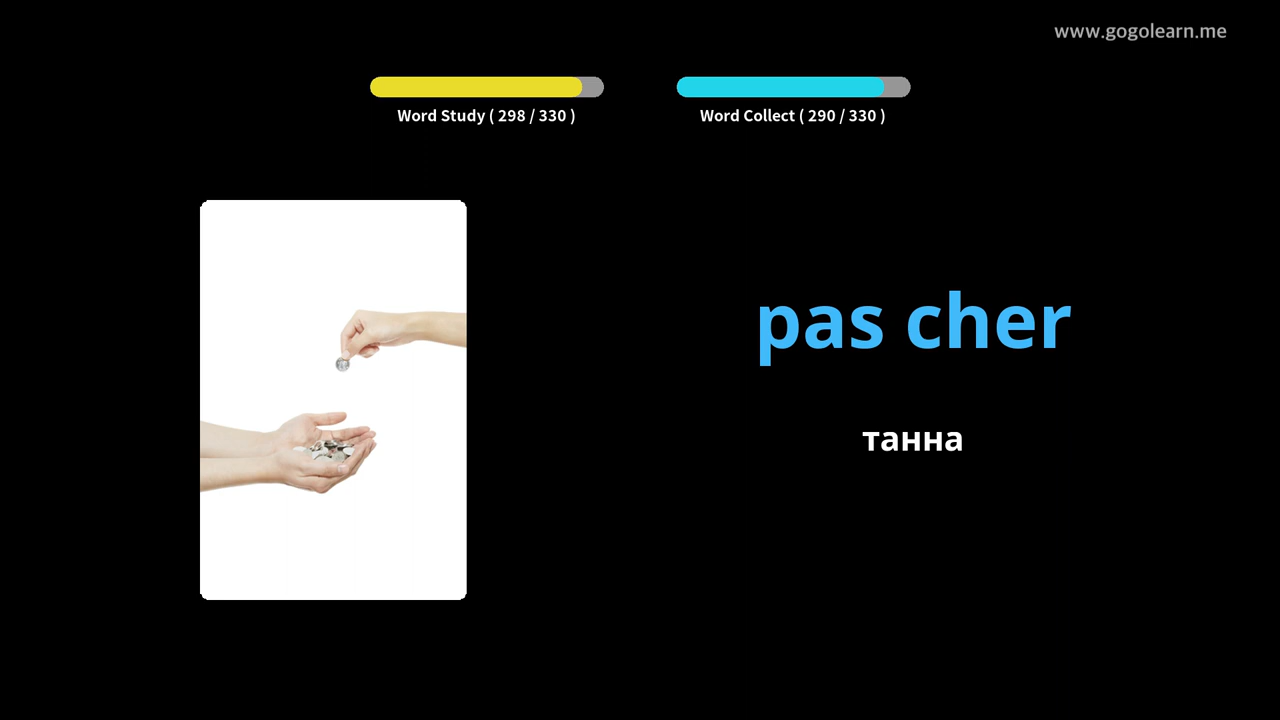 www.gogolearn.me
Word Study ( 298 / 330 )
Word Collect ( 290 / 330 )
pas cher
танна